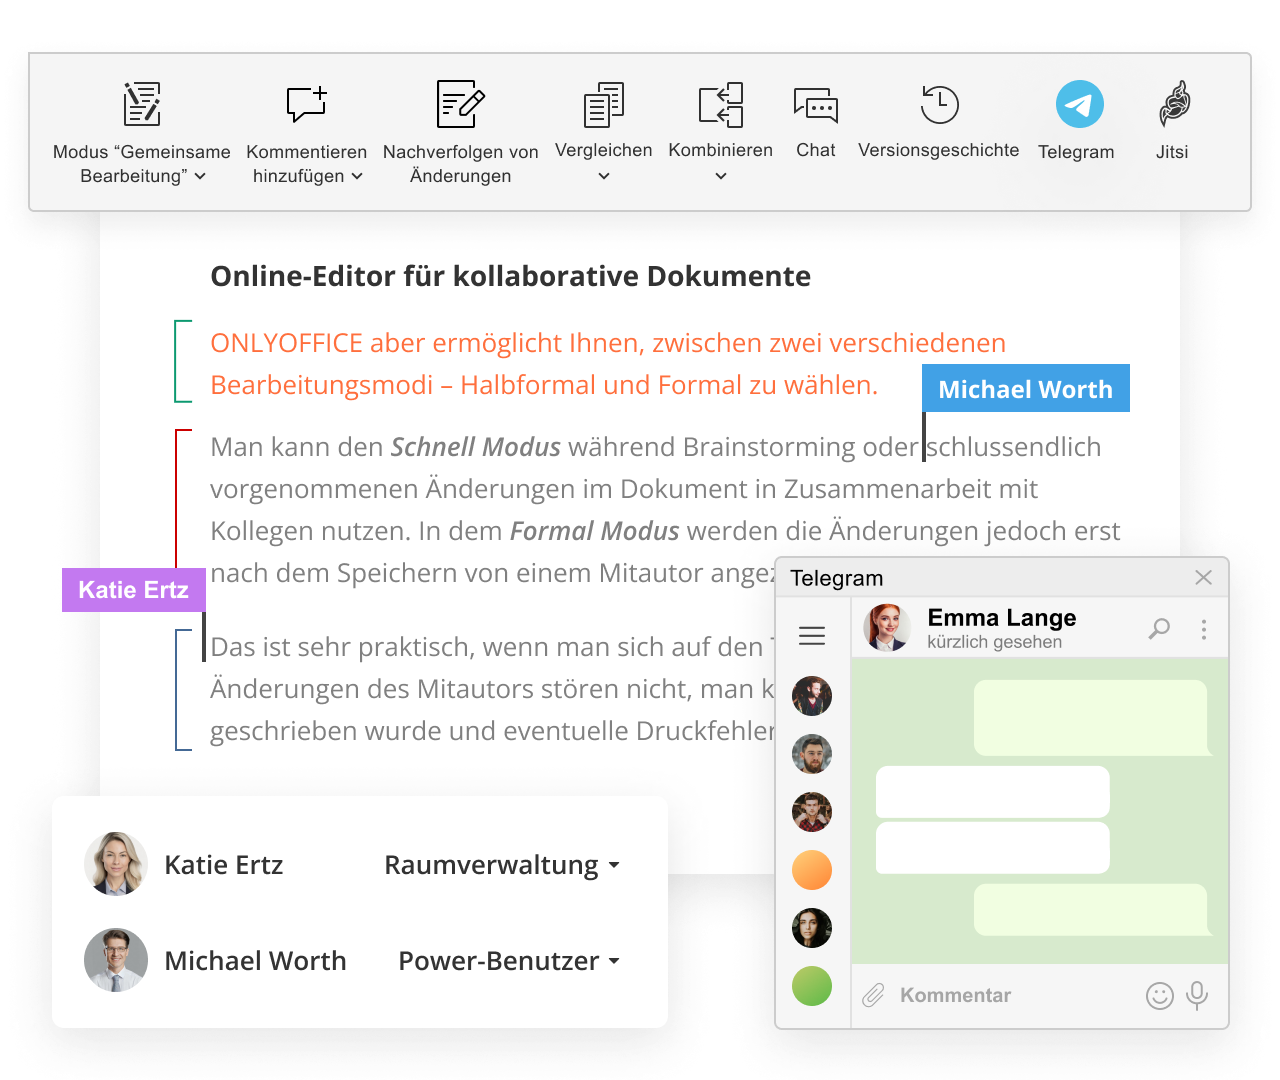 Modus “Gemeinsame
Bearbeitung”
Kommentieren
hinzufügen
Nachverfolgen von
Änderungen
Vergleichen
Kombinieren
Chat
Versionsgeschichte
Telegram
Jitsi
Online-Editor für kollaborative Dokumente
ONLYOFFICE aber ermöglicht Ihnen, zwischen zwei verschiedenen
Bearbeitungsmodi – Halbformal und Formal zu wählen.
Michael Worth
Man kann den Schnell Modus während Brainstorming oder schlussendlich
vorgenommenen Änderungen im Dokument in Zusammenarbeit mit
Kollegen nutzen. In dem Formal Modus werden die Änderungen jedoch erst
nach dem Speichern von einem Mitautor
Katie Ertz
Das ist sehr praktisch, wenn man sich auf den
Änderungen des Mitautors stören nicht, man
geschrieben wurde und eventuelle Druckfehler
Telegram
Emma Lange
kürzlich gesehen
Kommentar
Katie Ertz
Raumverwaltung
Michael Worth
Power-Benutzer